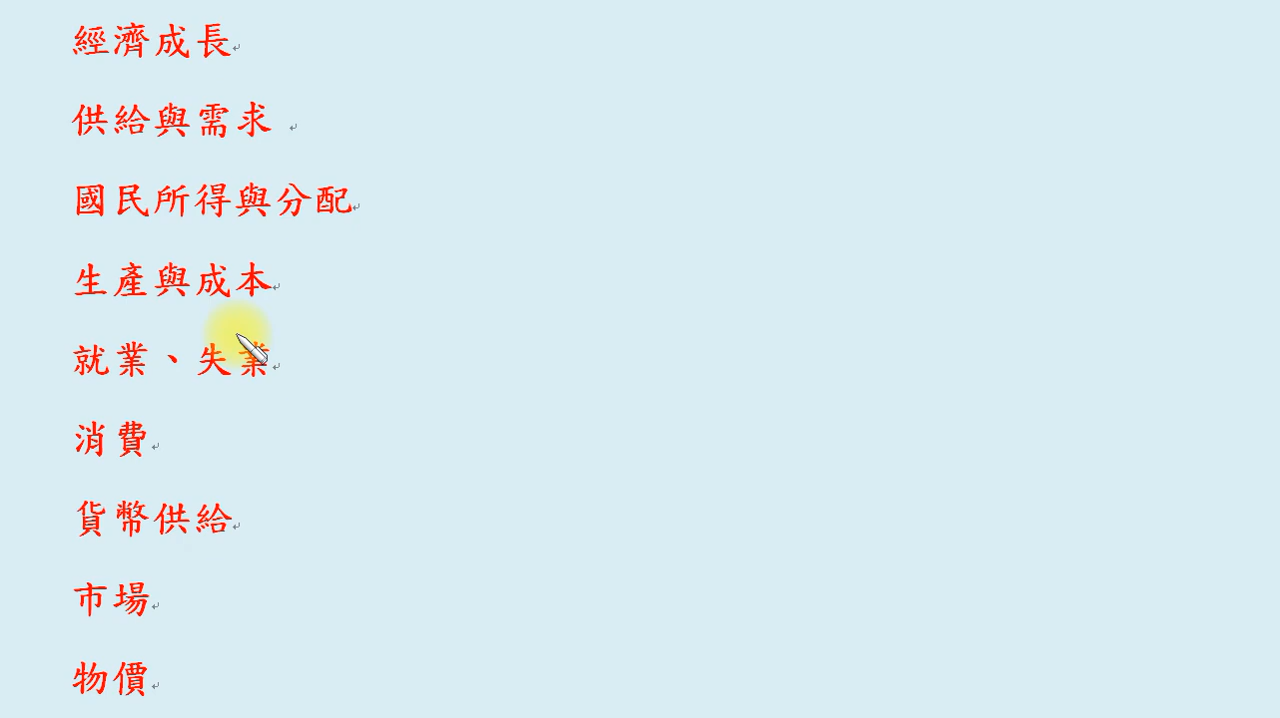 經濟成長
供給與需求
國民所得與分配
生產與成本
就業、失業
消費
貨幣供給
市場
物價